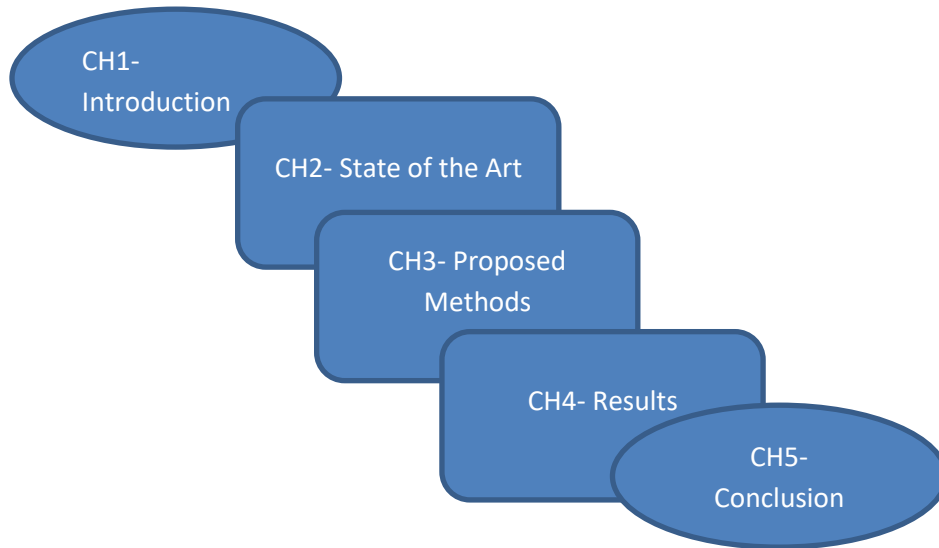 CH1-
Introduction
CH2- State of the Art
CH3- Proposed
Methods
CH4- Results
CH5-
Conclusion